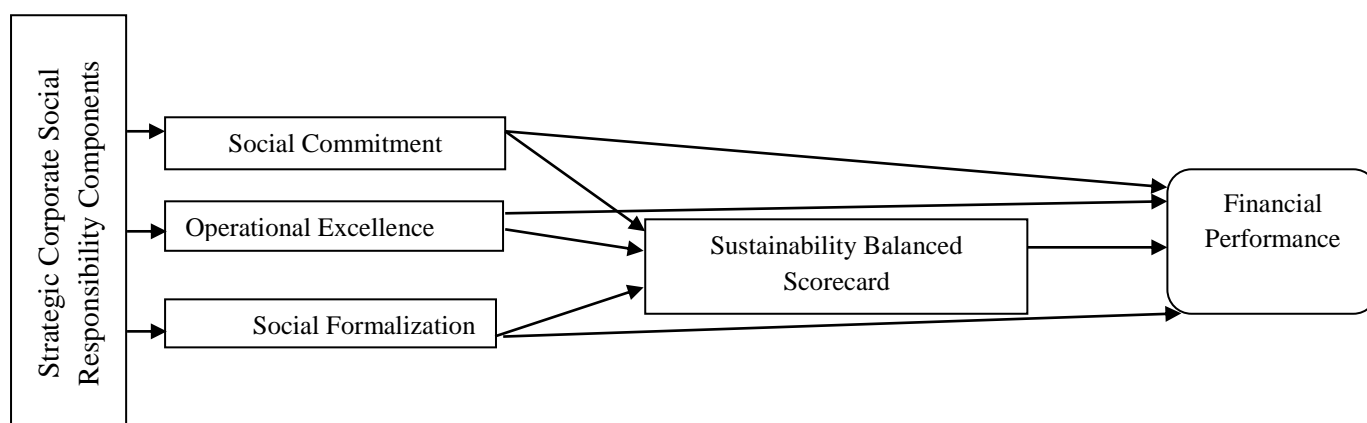 Strategic Corporate Social
Responsibility Components
Social Commitment
Operational Excellence
Social Formalization
Sustainability Balanced
Scorecard
Financial
Performance